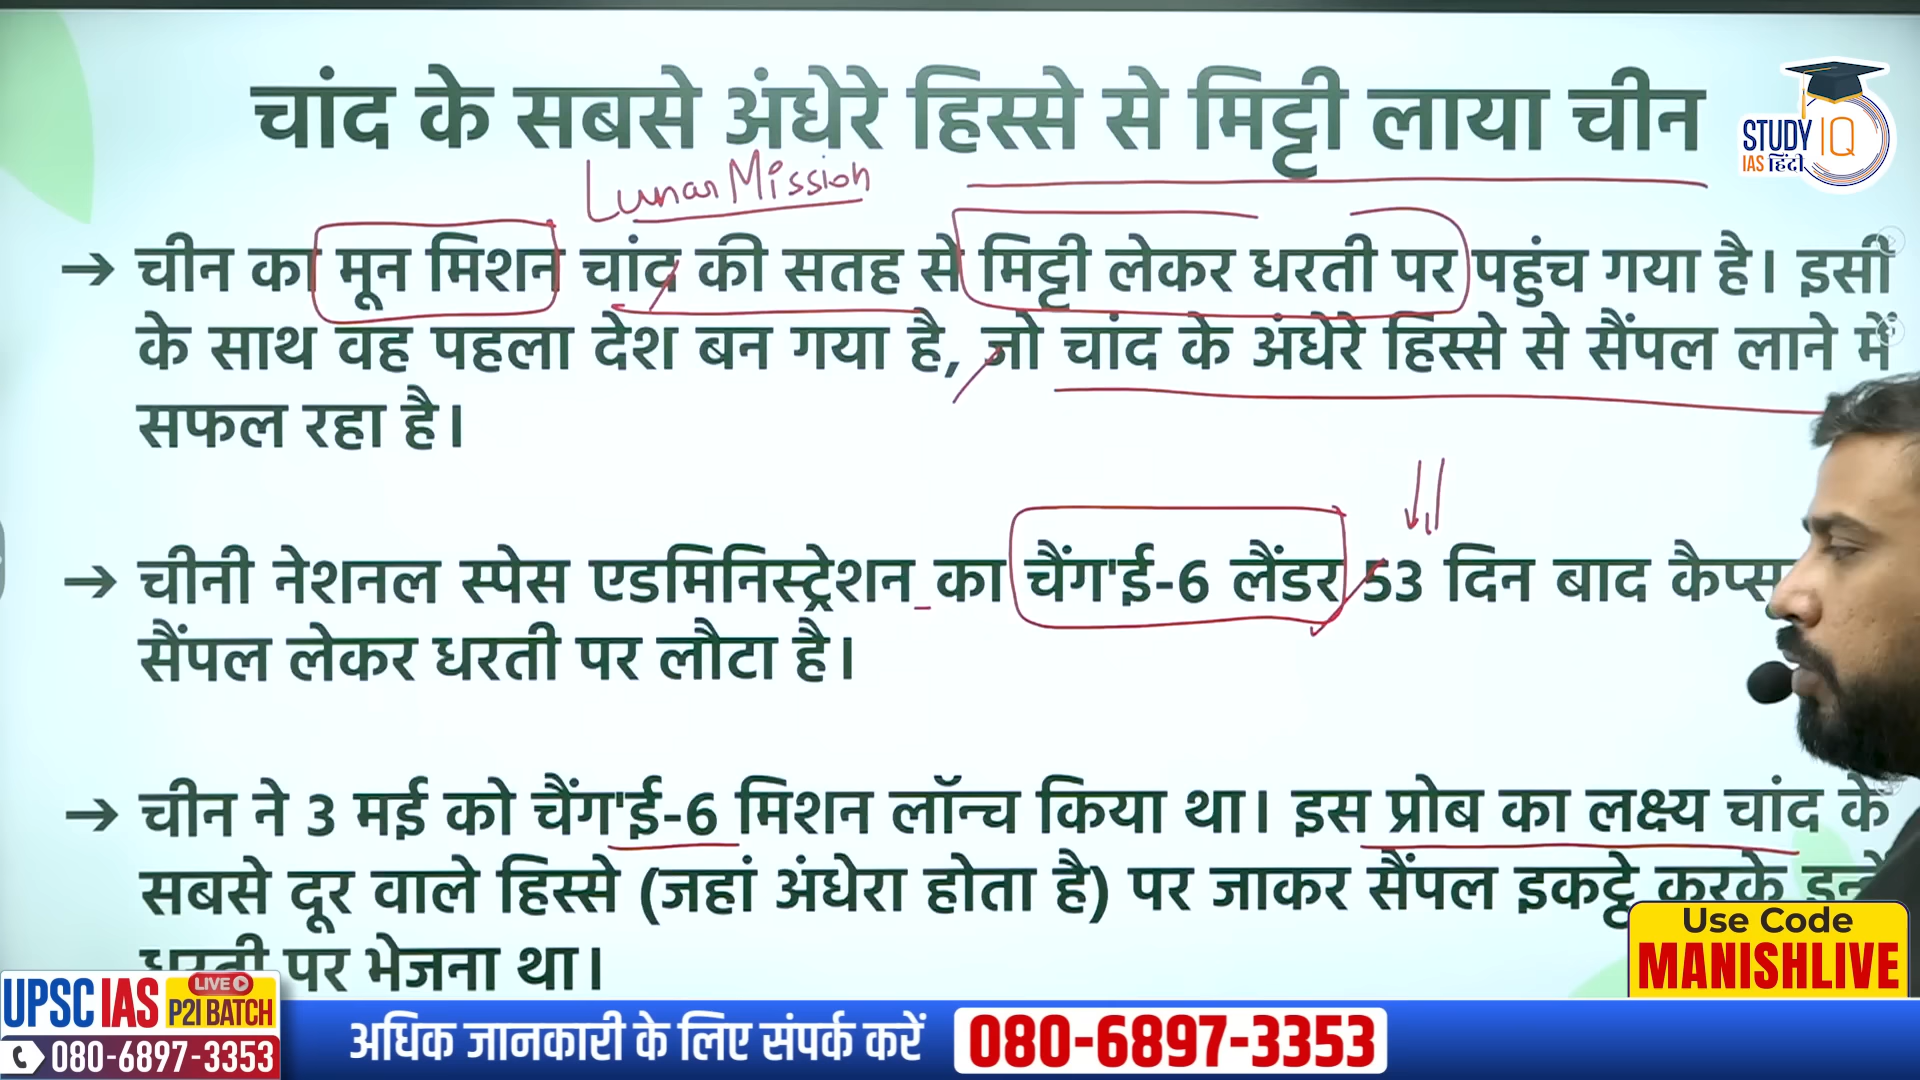 चांद के सबसे अंधेरे हिस्से से मिट्टी लाया चीन
STUDY IQ
IAS हिंदी
Lunar Mission
→ चीन का मून मिशन चांद की सतह से मिट्टी लेकर धरती पर पहुंच गया है। इसी
के साथ वह पहला देश बन गया है, जो चांद के अंधेरे हिस्से से सैंपल लाने में
सफल रहा है।
→ चीनी नेशनल स्पेस एडमिनिस्ट्रेशन का चैंग'ई-6 लैंडर 53 दिन बाद
सैंपल लेकर धरती पर लौटा है।
→ चीन ने 3 मई को चैंग'ई-6 मिशन लॉन्च किया था। इस प्रोब का लक्ष्य चांद के
सबसे दूर वाले हिस्से (जहां अंधेरा होता है) पर जाकर सैंपल इकट्ठे करके
धरती पर भेजना था।
Use Code
MANISHLIVE
LIVE
UPSC IAS P2I BATCH
080-6897-3353
अधिक जानकारी के लिए संपर्क करें 080-6897-3353